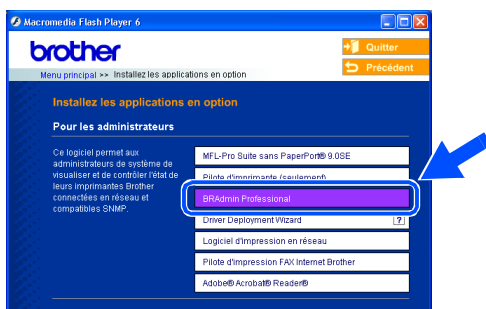 Macromedia Flash Player 6
brother
Quitter
Précédent
Menu principal >> Installez les applications en option
Installez les applications en option
Pour les administrateurs
Ce logiciel permet aux
administrateurs de système de
visualiser et de contrôler l'état de
leurs imprimantes Brother
connectées en réseau et
compatibles SNMP.
MFL-Pro Suite sans PaperPort® 9.0SE
Pilote d'imprimante (seulement)
BRAdmin Professional
Driver Deployment Wizard
?
Logiciel d'impression en réseau
Pilote d'impression FAX Internet Brother
Adobe® Acrobat® Reader®